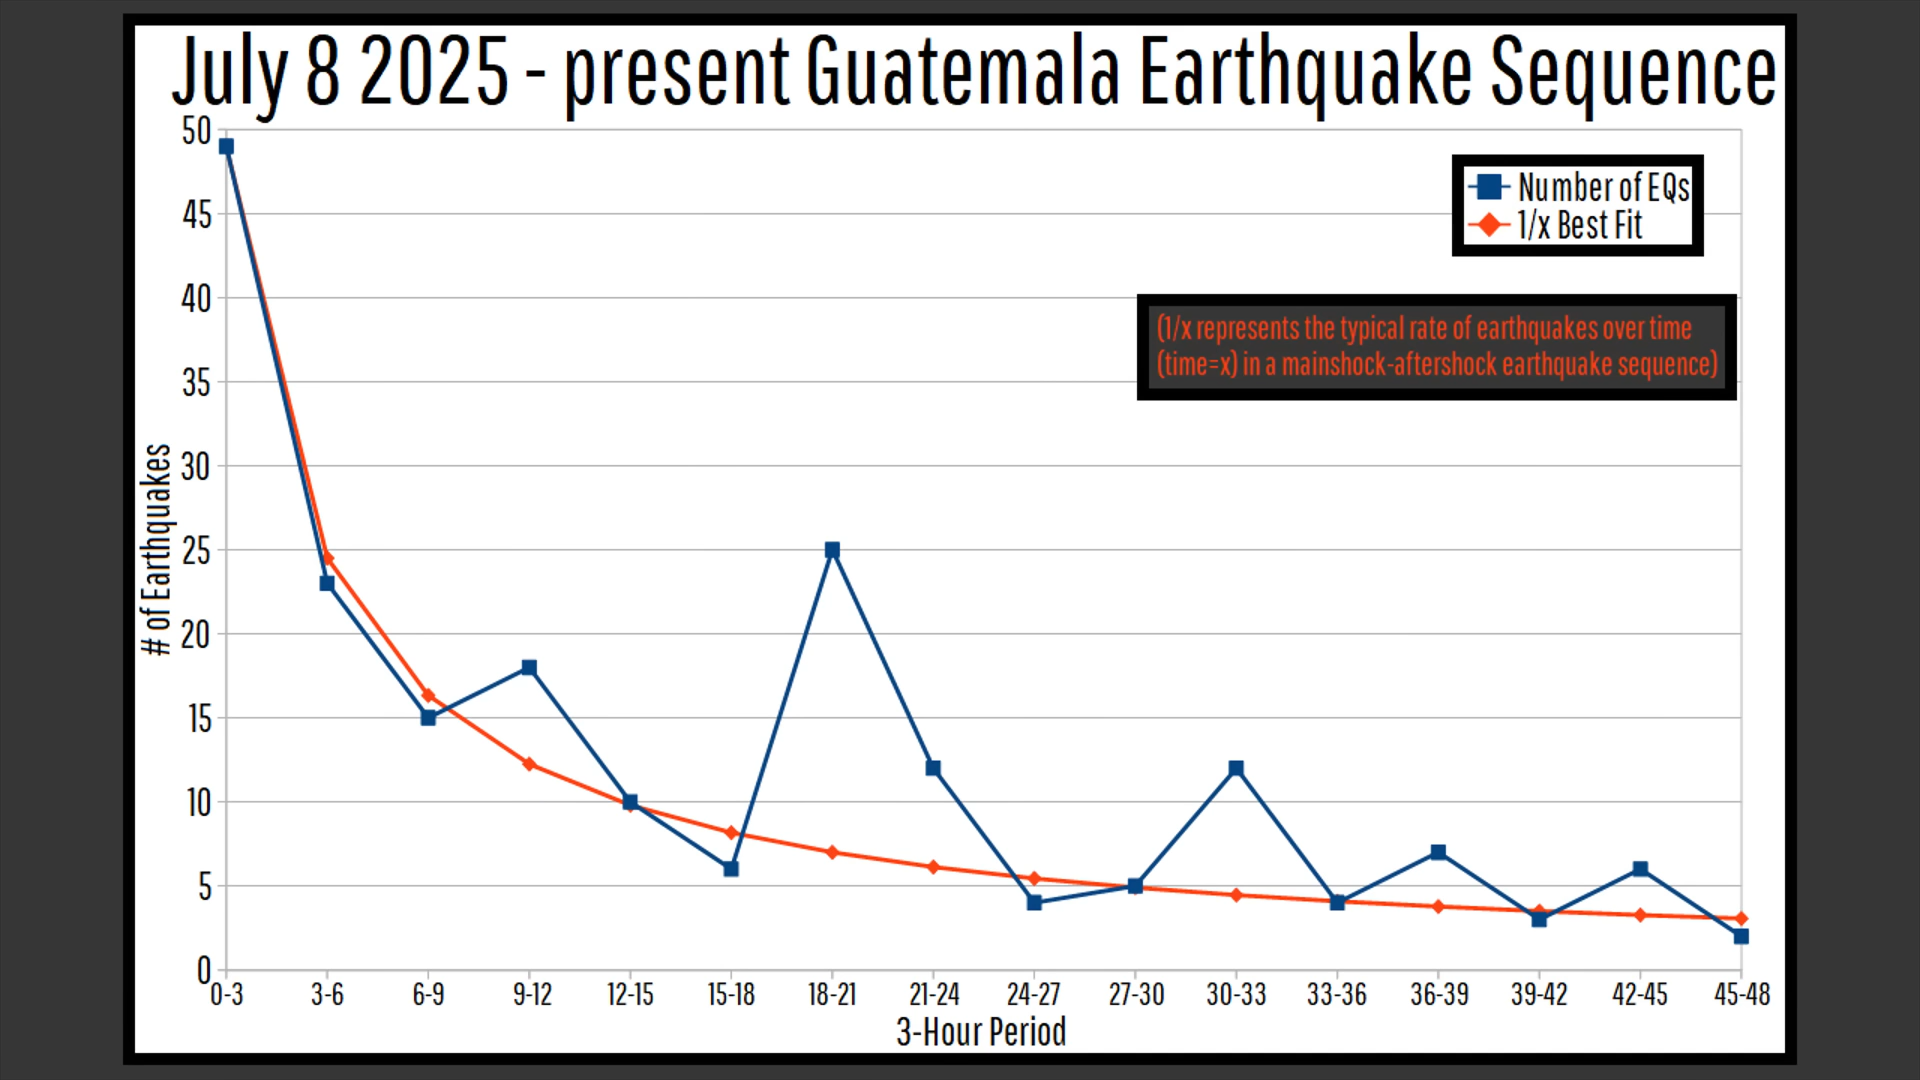 July 8 2025 - present Guatemala Earthquake Sequence
50
45
40
35
30
25
20
15
10
5
0
# of Earthquakes
Number of EQs
1/x Best Fit
(1/x represents the typical rate of earthquakes over time
(time=x) in a mainshock-aftershock earthquake sequence)
0-3 3-6 6-9 9-12 12-15 15-18 18-21 21-24 24-27 27-30 30-33 33-36 36-39 39-42 42-45 45-48
3-Hour Period